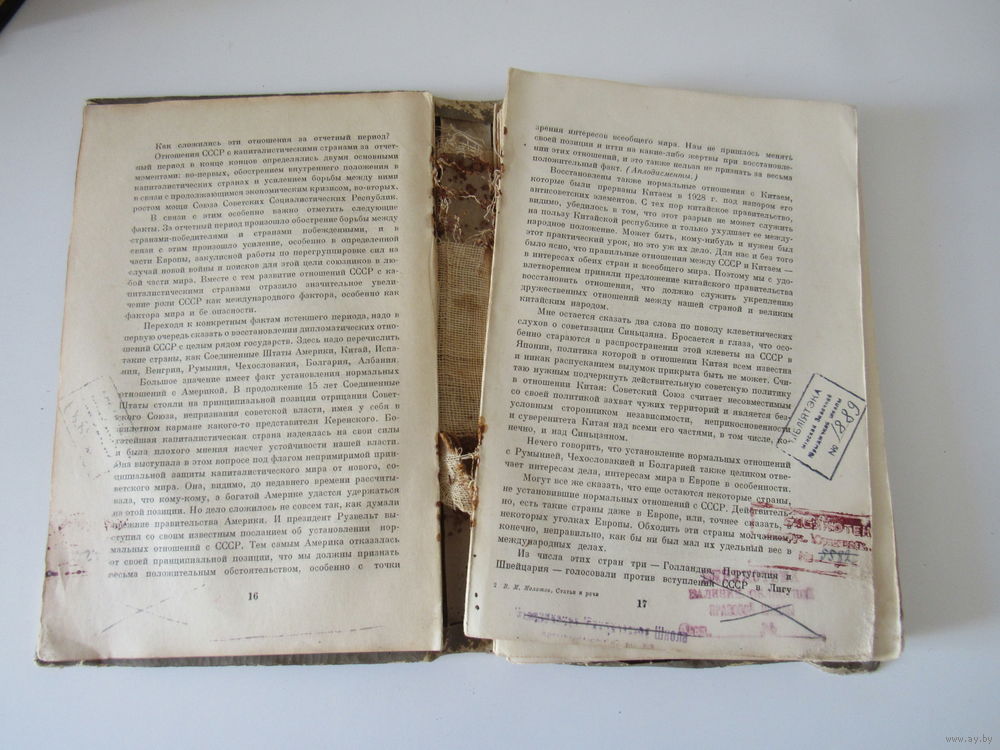 Как сложились эти отношения за отчетный период?
Отношения СССР с капиталистическими странами за отчет-
ный период в конце концов определялись двумя основными
моментами: во-первых, обострением внутреннего положения в
капиталистических странах и усилением борьбы между ними
в связи с продолжающимся экономическим кризисом, во-вторых,
ростом мощи Союза Советских Социалистических Республик.
В связи с этим особенно важно отметить следующие
факты. За отчетный период произошло обострение борьбы между
странами-победителями и странами побежденными, и в
связи с этим произошло усиление, особенно в определенной
части Европы, закулисной работы по перегруппировке сил на
случай новой войны и поисков для этой цели союзников в лю-
бой части мира. Вместе с тем развитие отношений СССР с ка-
питалистическими странами отразило значительное увели-
чение роли СССР как международного фактора, особенно как
фактора мира и бе опасности.
Переходя к конкретным фактам истекшего периода, надо в
первую очередь сказать о восстановлении дипломатических отно-
шений СССР с целым рядом государств. Здесь надо перечислить
такие страны, как Соединенные Штаты Америки, Китай, Испа-
ния, Венгрия, Румыния, Чехословакия, Болгария, Албания.
Большое значение имеет факт установления нормальных
отношений с Америкой. В продолжение 15 лет Соединенные
Штаты стояли на принципиальной позиции отрицания Совет-
ского Союза, непризнания советской власти, имея у себя в
жилетном кармане какого-то представителя Керенского. Бо-
гатейшая капиталистическая страна надеялась на свои силы
и была плохого мнения насчет устойчивости нашей власти.
Она выступала в этом вопросе под флагом непримиримой принци-
пиальной защиты капиталистического мира от нового, со-
ветского мира. Она, видимо, до недавнего времени рассчиты-
вала, что кому-кому, а богатой Америке удастся удержаться
на этой позиции. Но дело сложилось не совсем так, как думали
прежние правительства Америки. И президент Рузвельт вы-
ступил со своим известным посланием об установлении нор-
мальных отношений с СССР. Тем самым Америка отказалась
от своей принципиальной позиции, что мы должны признать
весьма положительным обстоятельством, особенно с точки
16
зрения интересов всеобщего мира. Нам не пришлось менять
своей позиции и итти на какие-либо жертвы при восстановле-
нии этих отношений, и это также нельзя не признать за весьма
положительный факт. (Аплодисменты.)
Восстановлены также нормальные отношения с Китаем,
которые были прерваны Китаем в 1928 г. под напором его
антисоветских элементов. С тех пор китайское правительство,
видимо, убедилось в том, что этот разрыв не может служить
на пользу Китайской республике и только ухудшает ее между-
народное положение. Может быть, кому-нибудь и нужен был
этот практический урок, но это уж их дело. Для нас и без того
было ясно, что правильные отношения между СССР и Китаем —
в интересах обеих стран и всеобщего мира. Поэтому мы с удо-
влетворением приняли предложение китайского правительства
восстановить отношения, что должно служить укреплению
дружественных отношений между нашей страной и великим
китайским народом.
Мне остается сказать два слова по поводу клеветнических
слухов о советизации Синьцзяна. Бросается в глаза, что осо-
бенно стараются в распространении этой клеветы на СССР в
Японии, политика которой в отношении Китая всем известна
и никак распусканием выдумок прикрыта быть не может. Счи-
таю нужным подчеркнуть действительную советскую политику
в отношении Китая: Советский Союз считает несовместимым
со своей политикой захват чужих территорий и является без-
условным сторонником независимости, неприкосновенности
и суверенитета Китая над всеми его частями, в том числе, ко-
нечно, и над Синьцзяном.
Нечего говорить, что установление нормальных отношений
с Румынией, Чехословакией и Болгарией также целиком отве-
чает интересам дела, интересам мира в Европе в особенности.
Могут все же сказать, что еще остаются некоторые страны,
не установившие нормальных отношений с СССР. Действитель-
но, есть такие страны даже в Европе, или, точнее сказать, в
некоторых уголках Европы. Обходить эти страны молчанием,
конечно, неправильно, как бы ни был мал их удельный вес в
международных делах.
Из числа этих стран три — Голландия, Португалия и
Швейцария — голосовали против вступления СССР в Лигу
2 В. М. Молотов, Статьи и речи
17
БІБЛІЯТЭКА
№ 889
www.ay.by